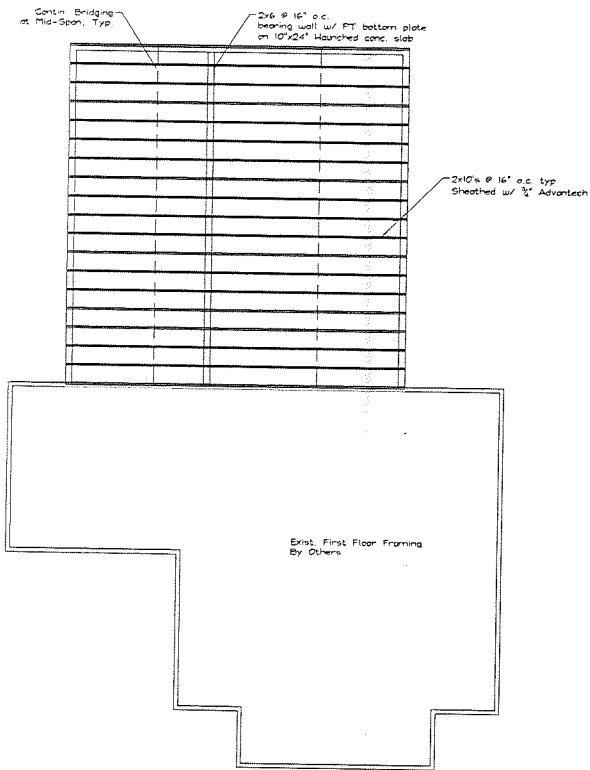 Contin Bridging
at Mid-Span, Typ.
2x6 @ 16" o.c.
bearing wall w/ PT bottom plate
on 10"x24" Haunched conc. slab
2x10's @ 16" o.c. typ
Sheathed w/ 3/4" Advantech
Exist. First Floor Framing
By Others